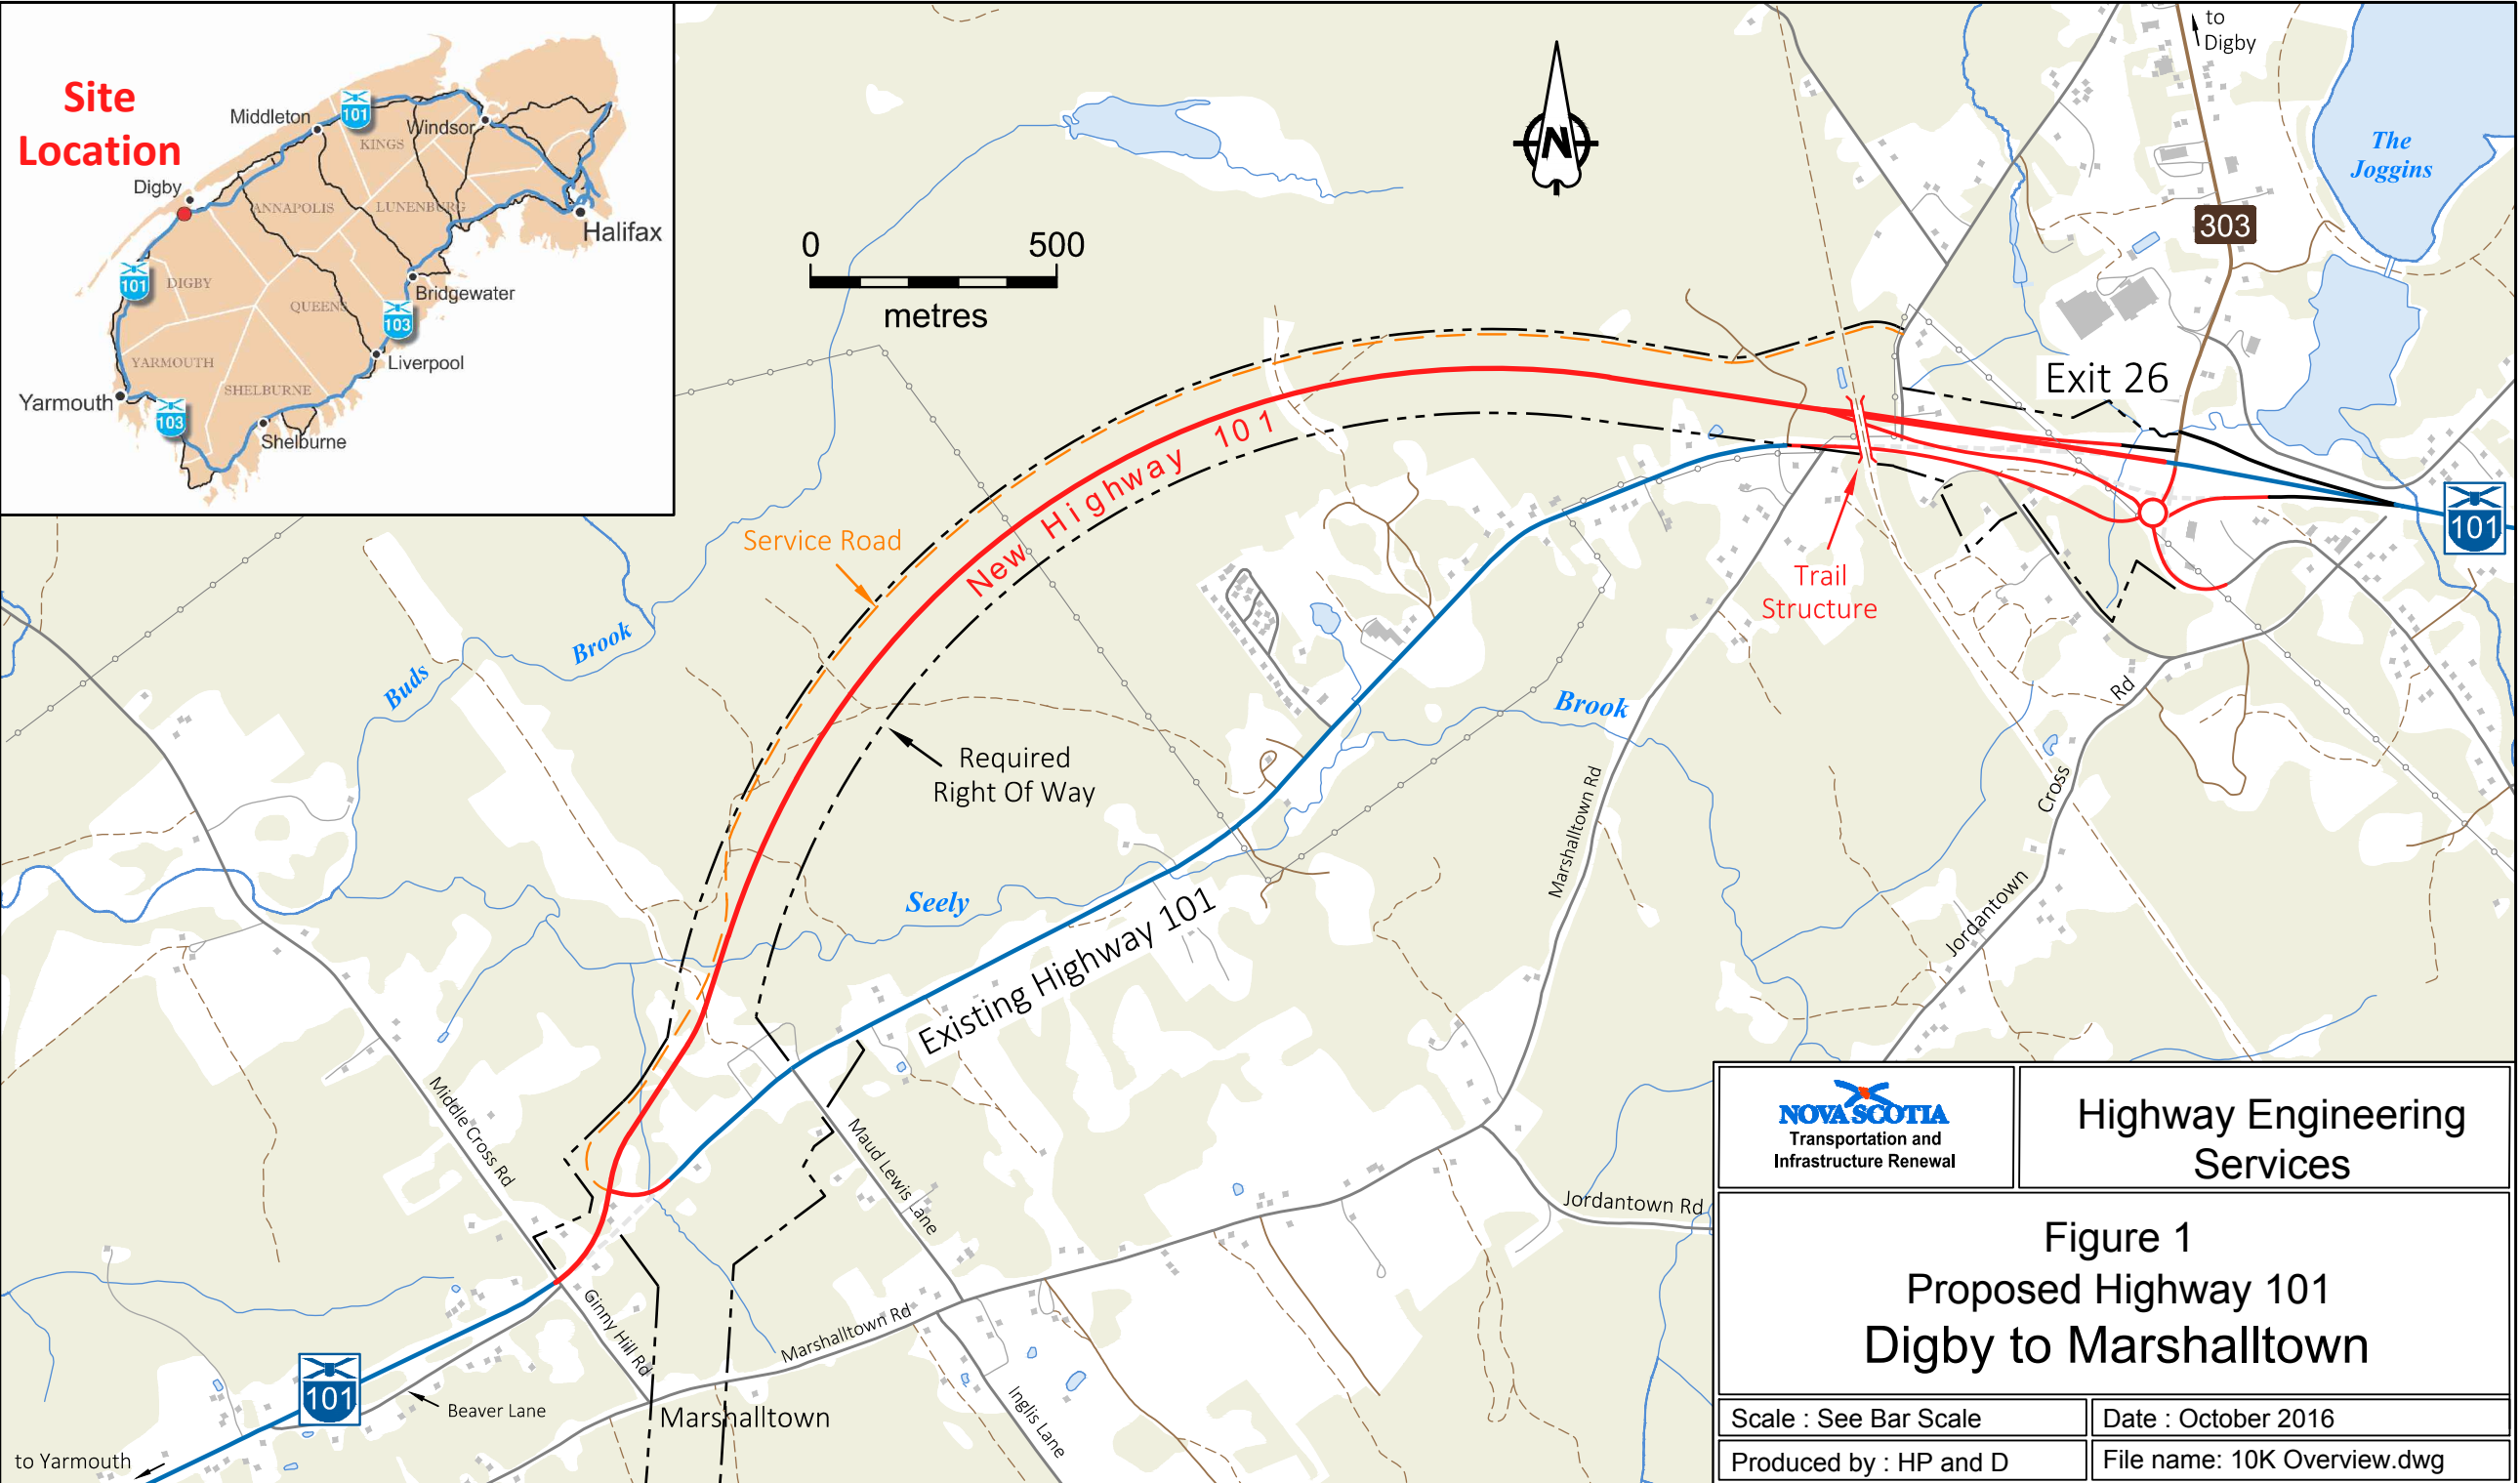 Site
Location
Middleton
101
Windsor
KINGS
Digby
ANNAPOLIS
LUNENBURG
Halifax
101
DIGBY
Bridgewater
QUEENS
103
YARMOUTH
Liverpool
SHELBURNE
Yarmouth
103
Shelburne
0
500
metres
N
to
Digby
The
Joggins
303
Exit 26
101
New Highway 101
Service Road
Trail
Structure
Buds
Brook
Required
Right Of Way
Brook
Rd
Cross
Jordantown
Marshalltown Rd
Seely
Existing Highway 101
Middle Cross Rd
Maud Lewis Lane
Jordantown Rd
Ginny Hill Rd
Marshalltown Rd
101
Beaver Lane
Marshalltown
Inglis Lane
to Yarmouth
NOVA SCOTIA
Transportation and
Infrastructure Renewal
Highway Engineering
Services
Figure 1
Proposed Highway 101
Digby to Marshalltown
Scale : See Bar Scale
Date : October 2016
Produced by : HP and D
File name: 10K Overview.dwg